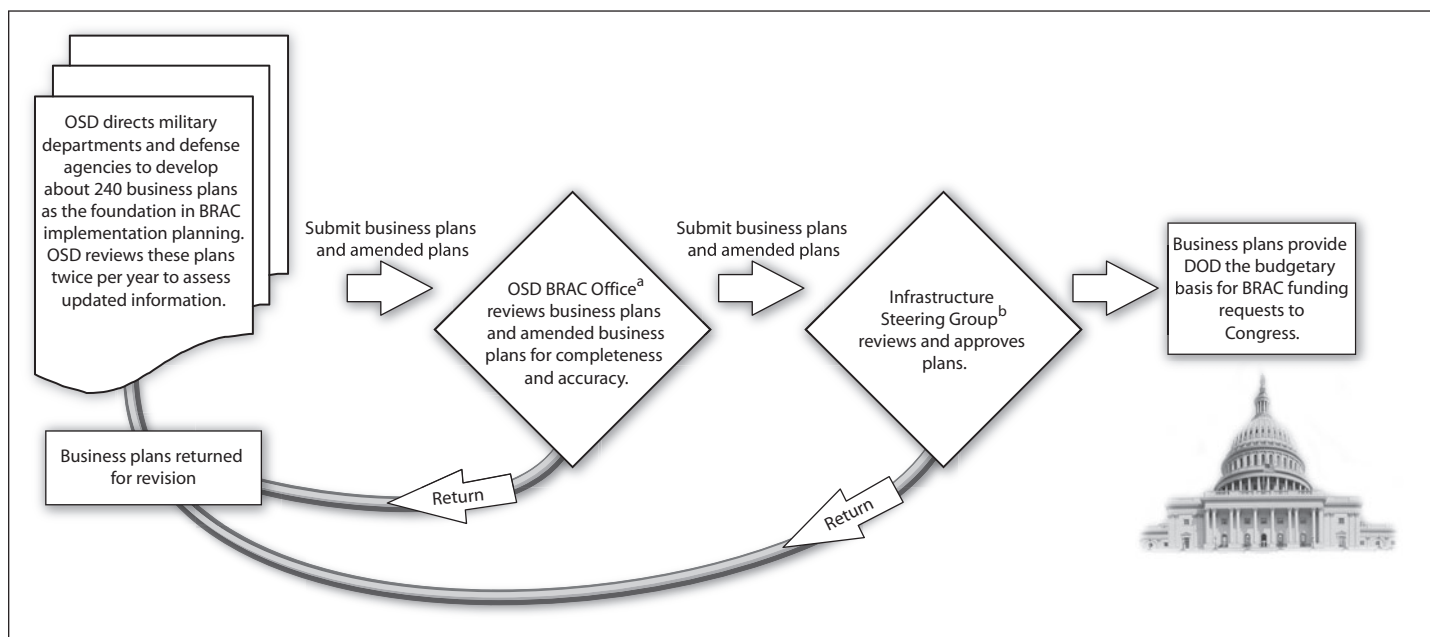 OSD directs military
departments and defense
agencies to develop
about 240 business plans
as the foundation in BRAC
implementation planning.
OSD reviews these plans
twice per year to assess
updated information.
Submit business plans
and amended plans
OSD BRAC Officea
reviews business plans
and amended business
plans for completeness
and accuracy.
Submit business plans
and amended plans
Infrastructure
Steering Groupb
reviews and approves
plans.
Business plans provide
DOD the budgetary
basis for BRAC funding
requests to
Congress.
Business plans returned
for revision
Return
Return